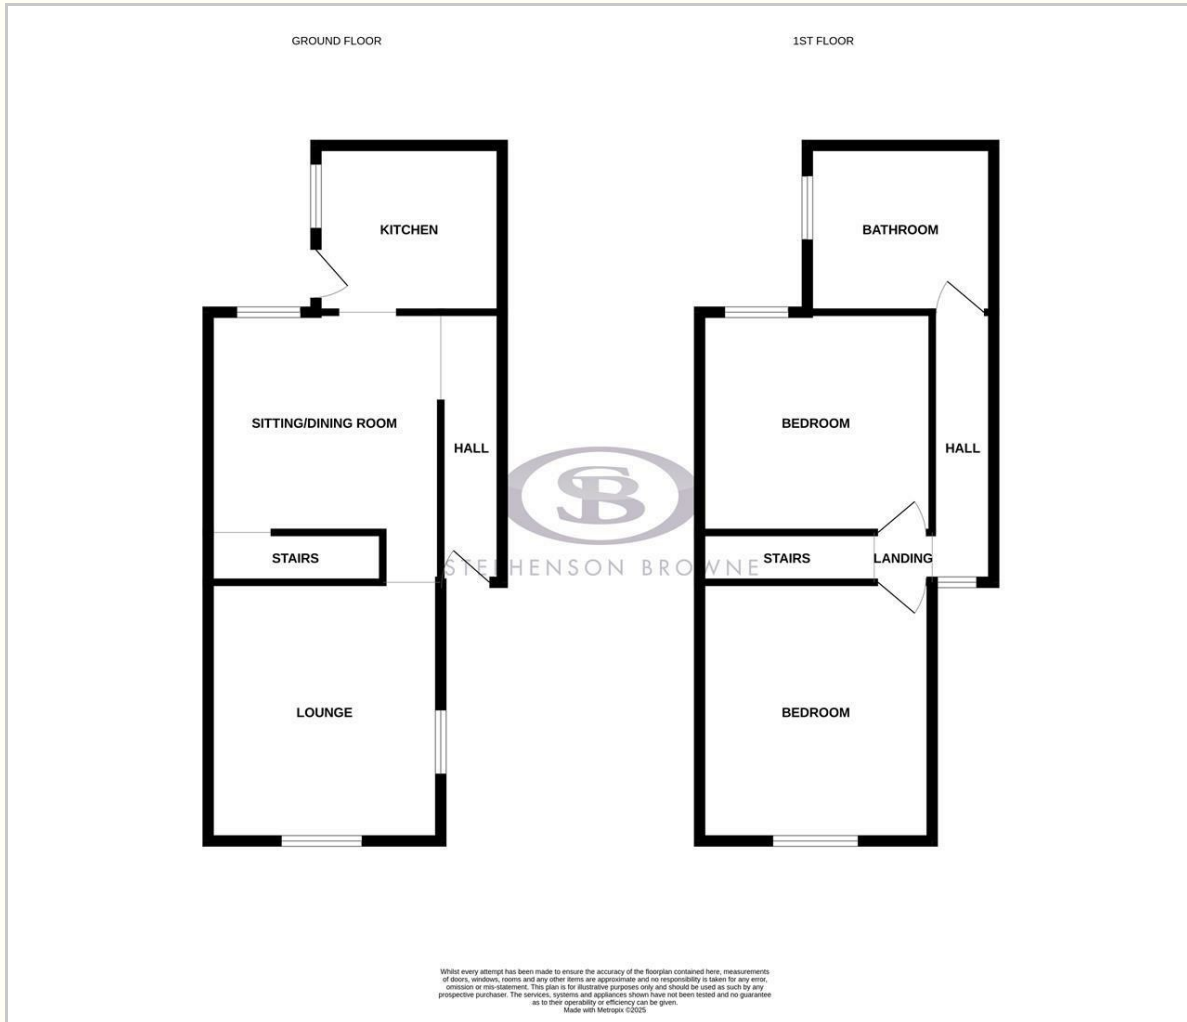 GROUND FLOOR
1ST FLOOR
KITCHEN
BATHROOM
SITTING/DINING ROOM
HALL
BEDROOM
HALL
SB
STEPHENSON BROWNE
STAIRS
STAIRS
LANDING
LOUNGE
BEDROOM
Whilst every attempt has been made to ensure the accuracy of the floorplan contained here, measurements
of doors, windows, rooms and any other items are approximate and no responsibility is taken for any error,
omission or mis-statement. This plan is for illustrative purposes only and should be used as such by any
prospective purchaser. The services, systems and appliances shown have not been tested and no guarantee
as to their operability or efficiency can be given.
Made with Metropix ©2025